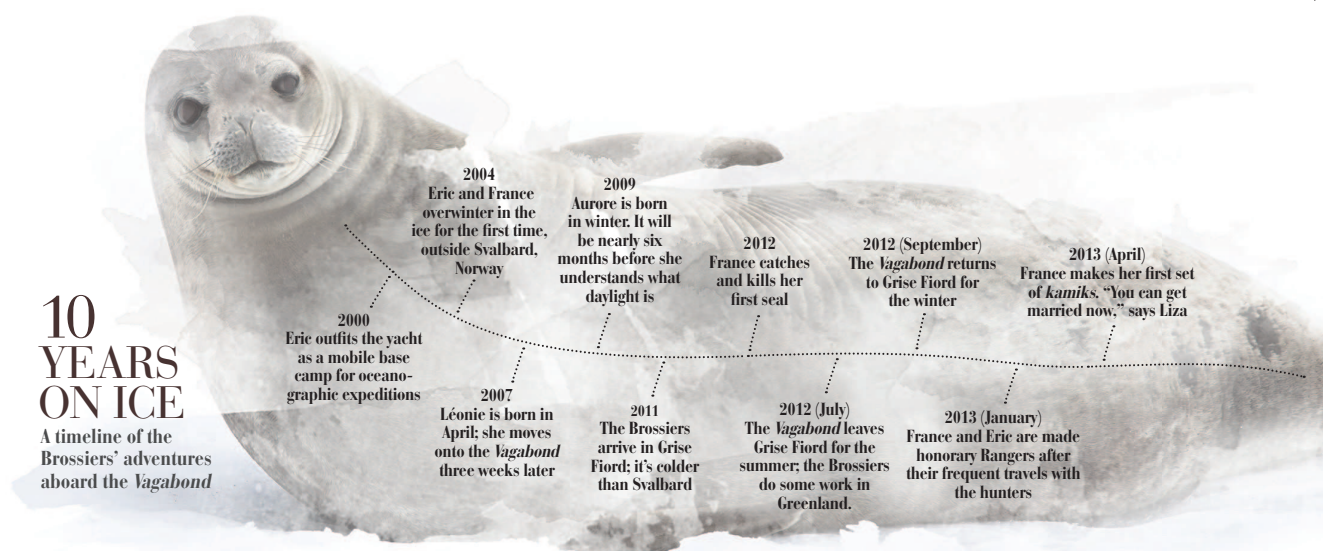 10
YEARS
ON ICE
A timeline of the
Brossiers’ adventures
aboard the Vagabond
2000
Eric outfits the yacht
as a mobile base
camp for oceano-
graphic expeditions
2004
Eric and France
overwinter in the
ice for the first time,
outside Svalbard,
Norway
2007
Léonie is born in
April; she moves
onto the Vagabond
three weeks later
2009
Aurore is born
in winter. It will
be nearly six
months before she
understands what
daylight is
2011
The Brossiers
arrive in Grise
Fiord; it’s colder
than Svalbard
2012
France catches
and kills her
first seal
2012 (July)
The Vagabond leaves
Grise Fiord for the
summer; the Brossiers
do some work in
Greenland.
2012 (September)
The Vagabond returns
to Grise Fiord for
the winter
2013 (January)
France and Eric are made
honorary Rangers after
their frequent travels with
the hunters
2013 (April)
France makes her first set
of kamiks. “You can get
married now,” says Liza